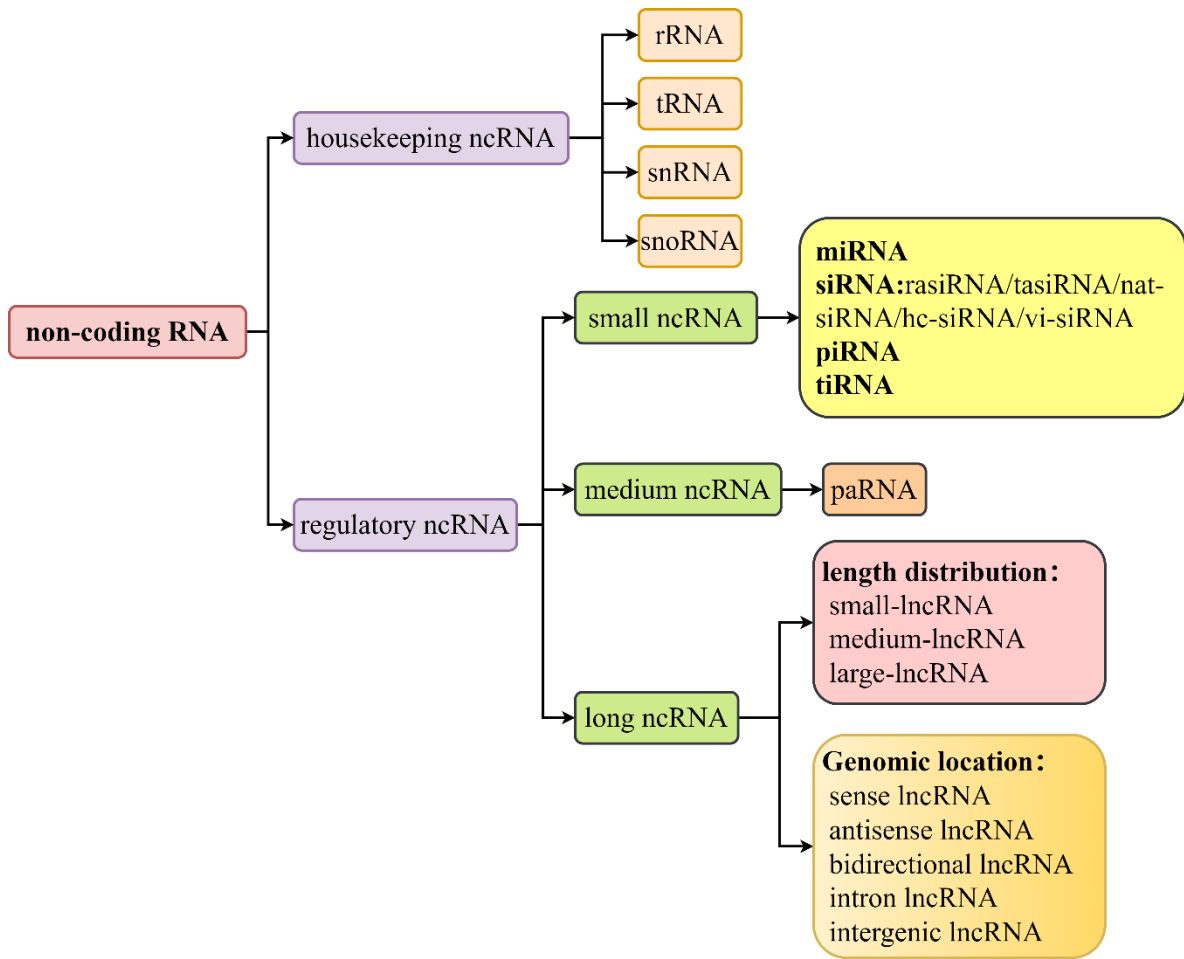 rRNA
tRNA
housekeeping ncRNA
snRNA
snoRNA
miRNA
siRNA:rasiRNA/tasiRNA/nat-
siRNA/hc-siRNA/vi-siRNA
piRNA
tiRNA
non-coding RNA
small ncRNA
medium ncRNA
paRNA
regulatory ncRNA
length distribution：
small-lncRNA
medium-lncRNA
large-lncRNA
long ncRNA
Genomic location：
sense lncRNA
antisense lncRNA
bidirectional lncRNA
intron lncRNA
intergenic lncRNA